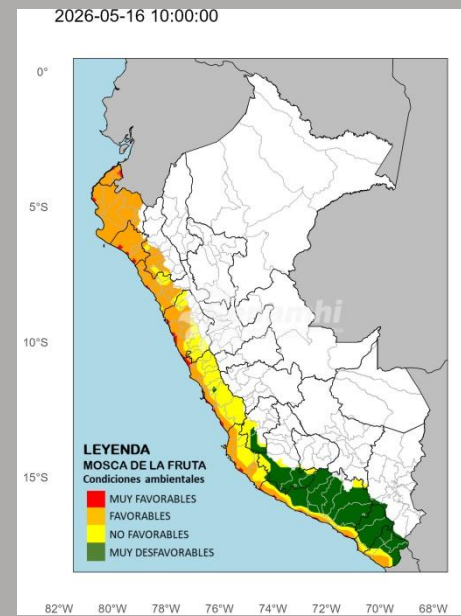 2026-05-16 10:00:00
0°
5°S
10°S
15°S
LEYENDA
MOSCA DE LA FRUTA
Condiciones ambientales
MUY FAVORABLES
FAVORABLES
NO FAVORABLES
MUY DESFAVORABLES
82°W 80°W 78°W 76°W 74°W 72°W 70°W 68°W